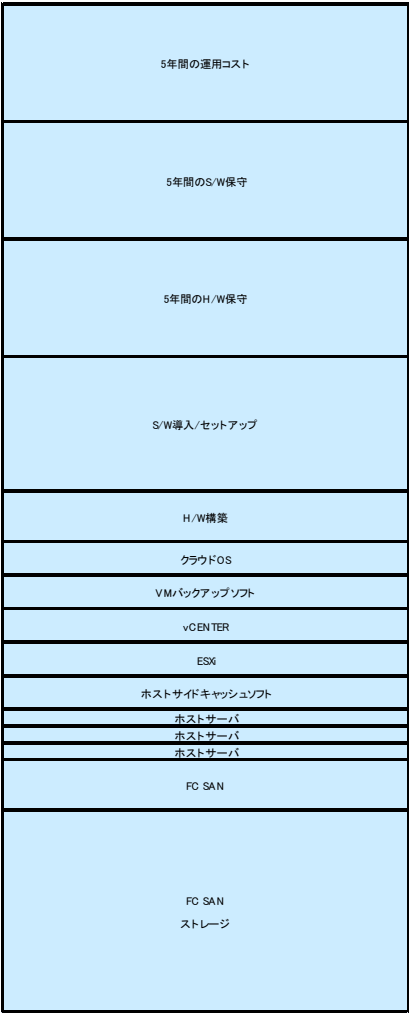 5年間の運用コスト
5年間のS/W保守
5年間のH/W保守
S/W導入/セットアップ
H/W構築
クラウドOS
VMバックアップソフト
vCENTER
ESXi
ホストサイドキャッシュソフト
ホストサーバ
ホストサーバ
ホストサーバ
FC SAN
FC SAN
ストレージ